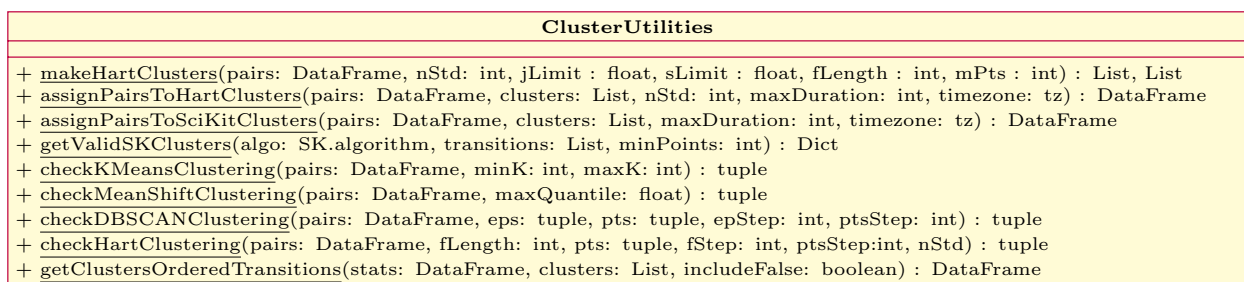 ClusterUtilities
+ makeHartClusters(pairs: DataFrame, nStd: int, jLimit : float, sLimit : float, fLength : int, mPts : int) : List, List
+ assignPairsToHartClusters(pairs: DataFrame, clusters: List, nStd: int, maxDuration: int, timezone: tz) : DataFrame
+ assignPairsToSciKitClusters(pairs: DataFrame, clusters: List, maxDuration: int, timezone: tz) : DataFrame
+ getValidSKClusters(algo: SK.algorithm, transitions: List, minPoints: int) : Dict
+ checkKMeansClustering(pairs: DataFrame, minK: int, maxK: int) : tuple
+ checkMeanShiftClustering(pairs: DataFrame, maxQuantile: float) : tuple
+ checkDBSCANClustering(pairs: DataFrame, eps: tuple, pts: tuple, epStep: int, ptsStep: int) : tuple
+ checkHartClustering(pairs: DataFrame, fLength: int, pts: tuple, fStep: int, ptsStep:int, nStd) : tuple
+ getClustersOrderedTransitions(stats: DataFrame, clusters: List, includeFalse: boolean) : DataFrame